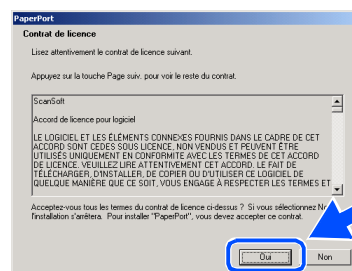 PaperPort
Contrat de licence
Lisez attentivement le contrat de licence suivant.
Appuyez sur la touche Page suiv. pour voir le reste du contrat.
ScanSoft
Accord de licence pour logiciel
LE LOGICIEL ET LES ÉLÉMENTS CONNEXES FOURNIS DANS LE CADRE DE CET
ACCORD SONT CEDES SOUS LICENCE, NON VENDUS ET PEUVENT ÊTRE
UTILISÉS UNIQUEMENT EN CONFORMITE AVEC LES TERMES DE CET ACCORD
DE LICENCE. VEUILLEZ LIRE ATTENTIVEMENT CET ACCORD. LE FAIT DE
TÉLÉCHARGER, D'INSTALLER, DE COPIER OU D'UTILISER CE LOGICIEL DE
QUELQUE MANIÈRE QUE CE SOIT, VOUS ENGAGE À RESPECTER LES TERMES ET
Acceptez-vous tous les termes du contrat de licence ci-dessus ? Si vous sélectionnez
l'installation s'arrêtera. Pour installer "PaperPort", vous devez accepter ce contrat.
Oui
Non